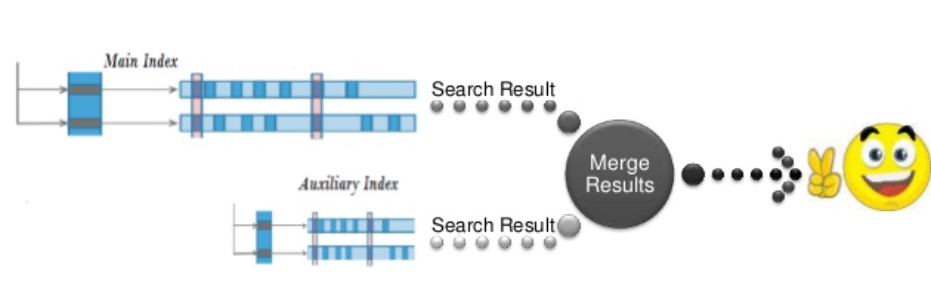 Main Index
Search Result
Merge
Results
Auxiliary Index
Search Result